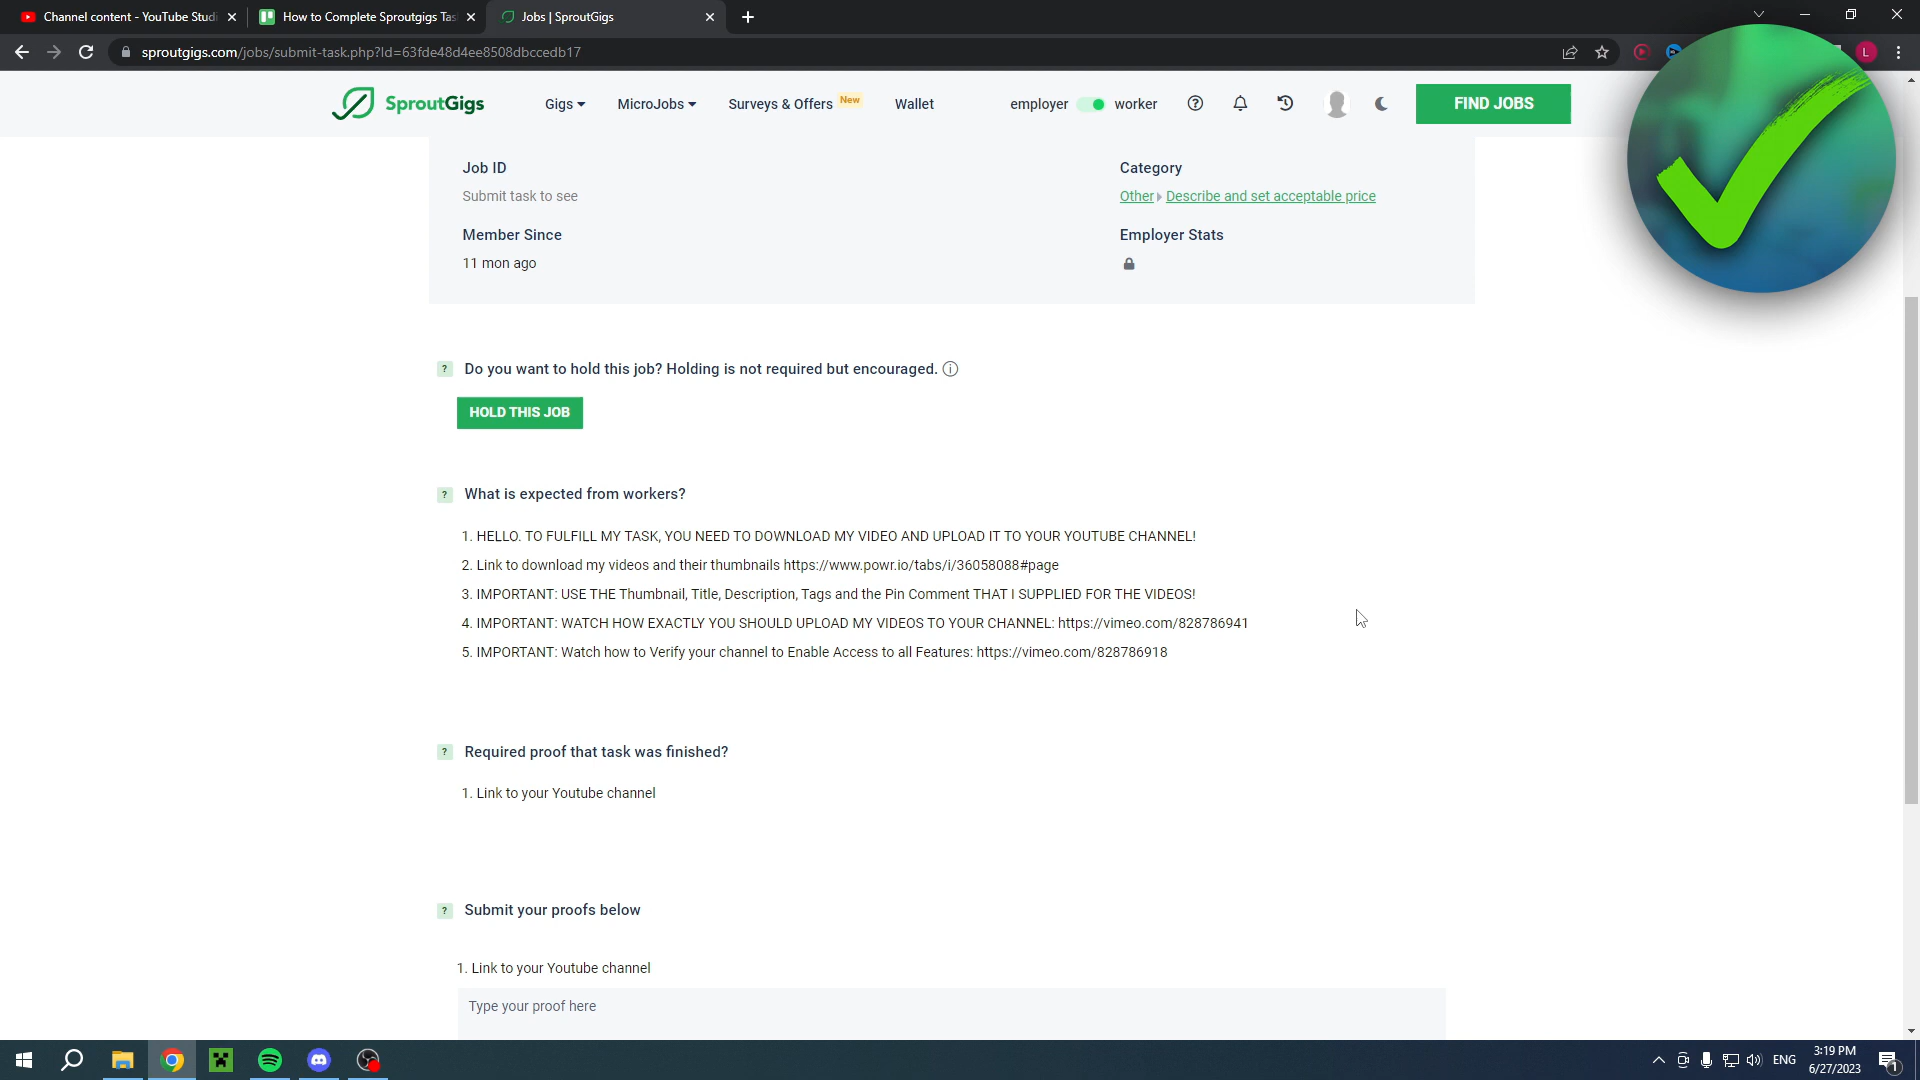 Channel content - YouTube Studi
How to Complete Sproutgigs Tas
Jobs | SproutGigs
sproutgigs.com/jobs/submit-task.php?Id=63fde48d4ee8508dbccedb17
L
SproutGigs
Gigs
MicroJobs
Surveys & Offers New
Wallet
employer
worker
FIND JOBS
Job ID
Submit task to see
Category
Other Describe and set acceptable price
Member Since
11 mon ago
Employer Stats
? Do you want to hold this job? Holding is not required but encouraged.
HOLD THIS JOB
? What is expected from workers?
1. HELLO. TO FULFILL MY TASK, YOU NEED TO DOWNLOAD MY VIDEO AND UPLOAD IT TO YOUR YOUTUBE CHANNEL!
2. Link to download my videos and their thumbnails https://www.powr.io/tabs/i/36058088#page
3. IMPORTANT: USE THE Thumbnail, Title, Description, Tags and the Pin Comment THAT I SUPPLIED FOR THE VIDEOS!
4. IMPORTANT: WATCH HOW EXACTLY YOU SHOULD UPLOAD MY VIDEOS TO YOUR CHANNEL: https://vimeo.com/828786941
5. IMPORTANT: Watch how to Verify your channel to Enable Access to all Features: https://vimeo.com/828786918
? Required proof that task was finished?
1. Link to your Youtube channel
? Submit your proofs below
1. Link to your Youtube channel
Type your proof here
ENG
3:19 PM
6/27/2023
1